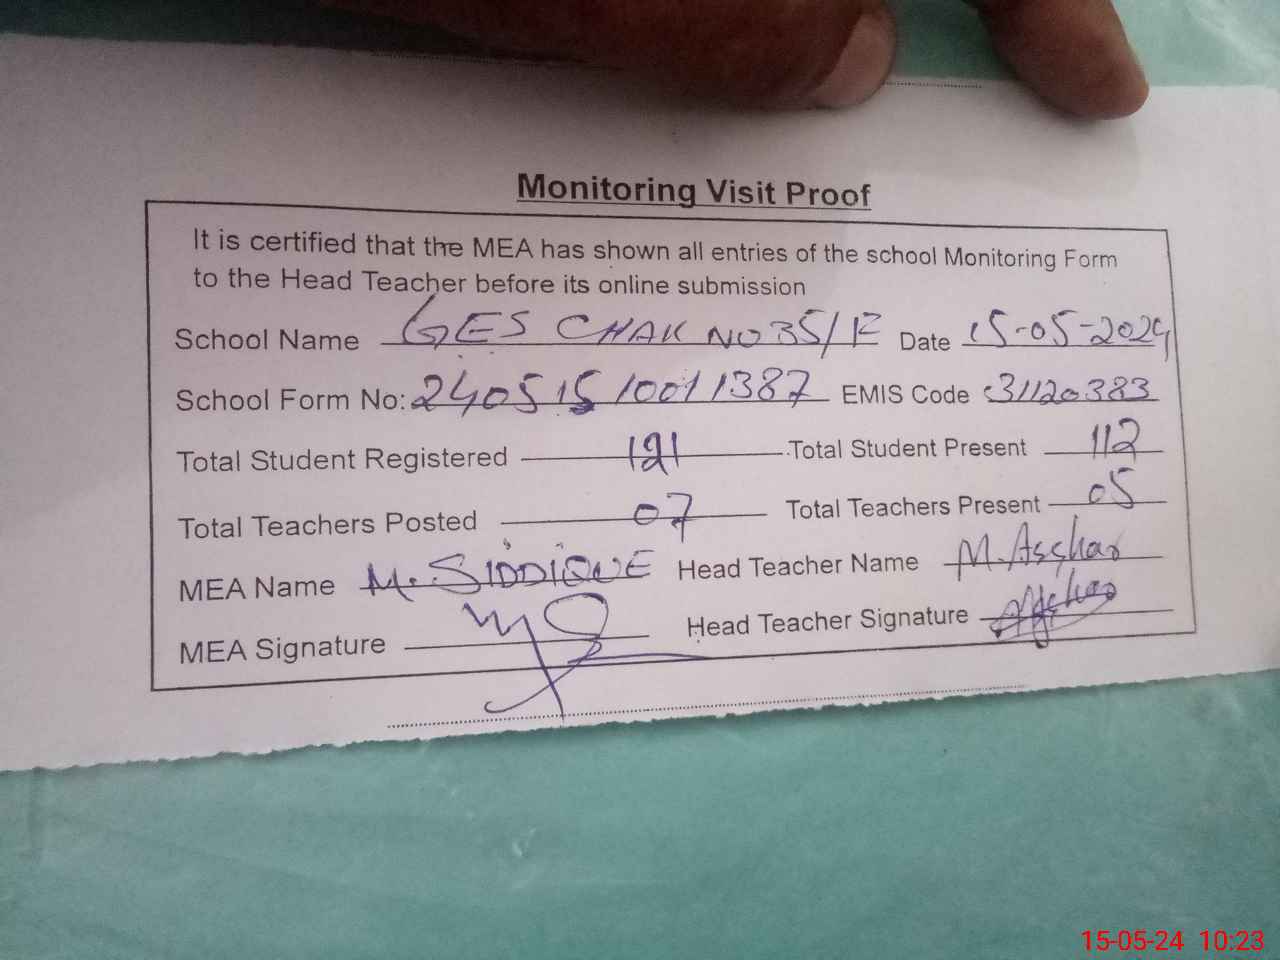 Monitoring Visit Proof
It is certified that the MEA has shown all entries of the school Monitoring Form
to the Head Teacher before its online submission
School Name GES CHAK NO 35/F Date 15-05-2024
School Form No: 24051510011387 EMIS Code 31120383
Total Student Registered 121 Total Student Present 112
Total Teachers Posted 07 Total Teachers Present 05
MEA Name M. SIDDIQUE Head Teacher Name M. Asghar
MEA Signature Head Teacher Signature
15-05-24 10:23